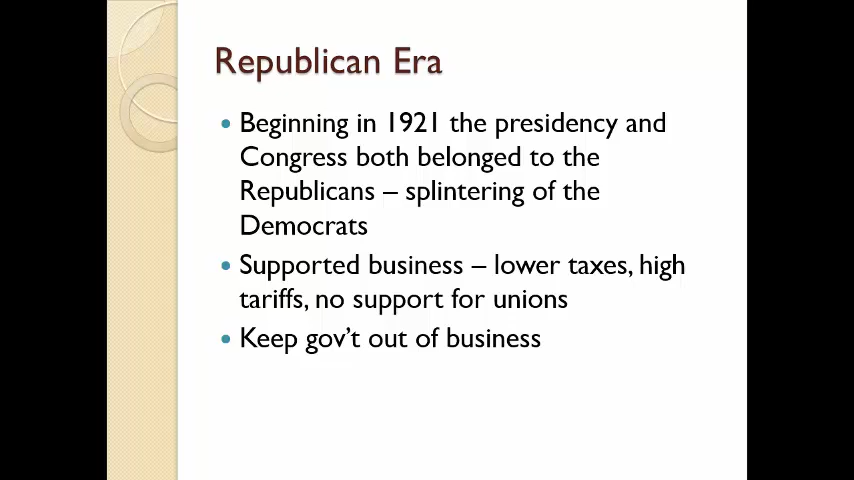 Republican Era
• Beginning in 1921 the presidency and
Congress both belonged to the
Republicans – splintering of the
Democrats
• Supported business – lower taxes, high
tariffs, no support for unions
• Keep gov't out of business